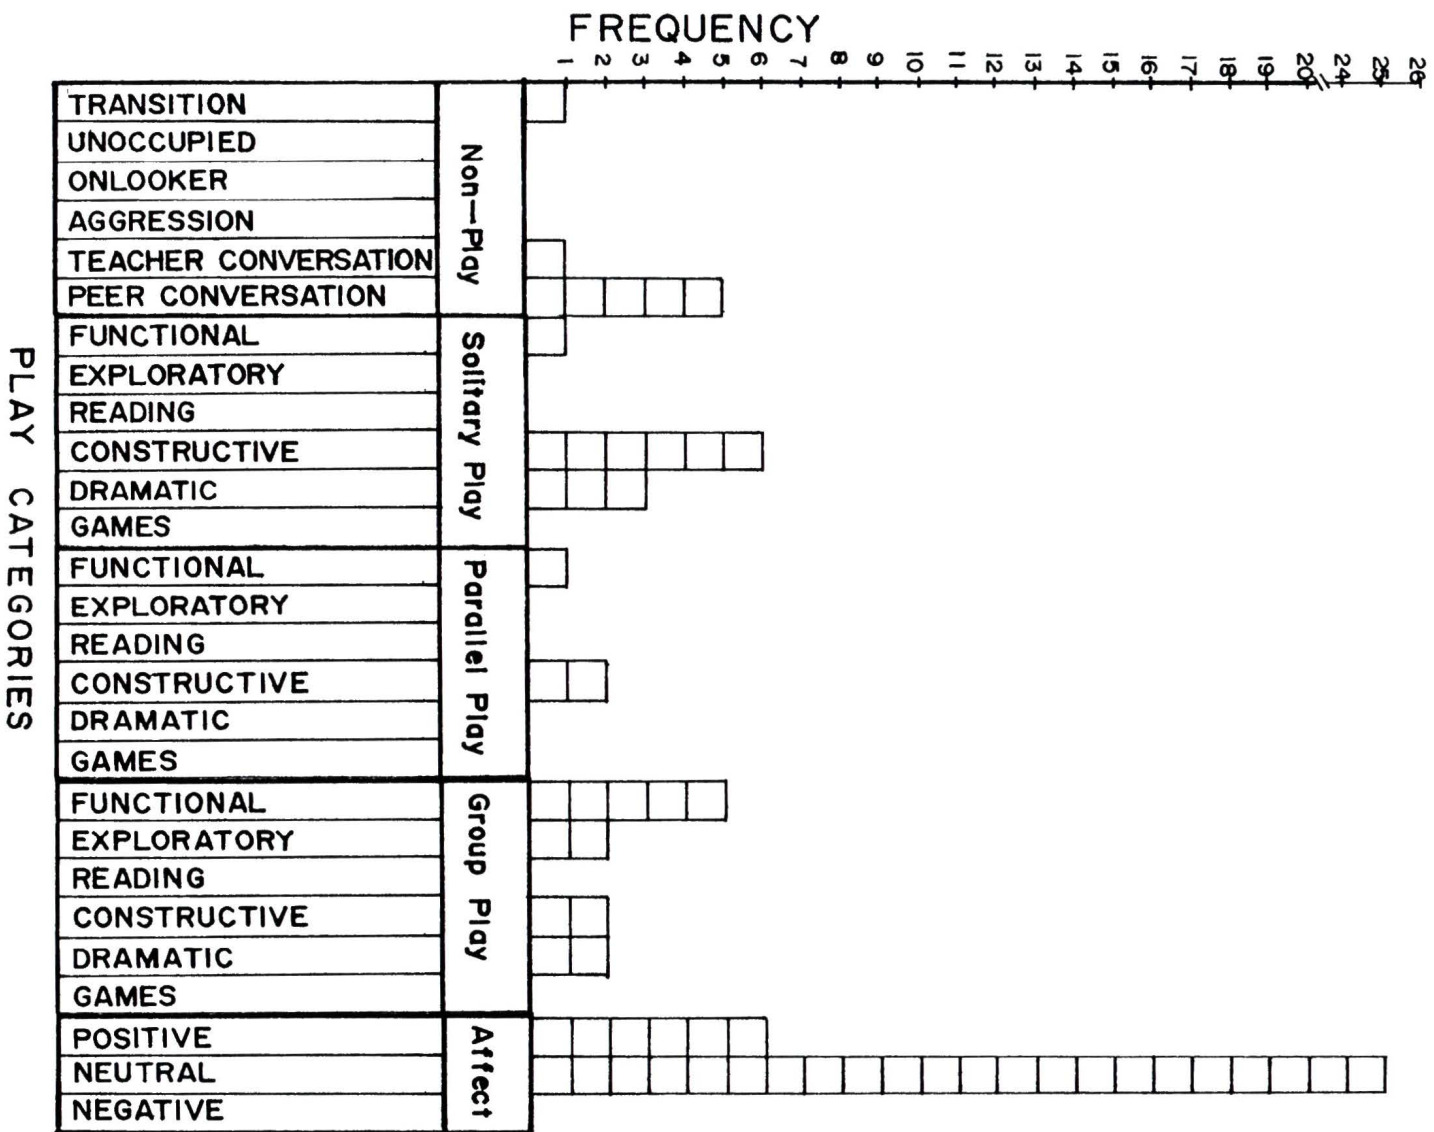 FREQUENCY
1 2 3 4 5 6 7 8 9 10 11 12 13 14 15 16 17 18 19 20 24 25 26
PLAY CATEGORIES
Non-Play
TRANSITION
UNOCCUPIED
ONLOOKER
AGGRESSION
TEACHER CONVERSATION
PEER CONVERSATION
Solitary Play
FUNCTIONAL
EXPLORATORY
READING
CONSTRUCTIVE
DRAMATIC
GAMES
Parallel Play
FUNCTIONAL
EXPLORATORY
READING
CONSTRUCTIVE
DRAMATIC
GAMES
Group Play
FUNCTIONAL
EXPLORATORY
READING
CONSTRUCTIVE
DRAMATIC
GAMES
Affect
POSITIVE
NEUTRAL
NEGATIVE